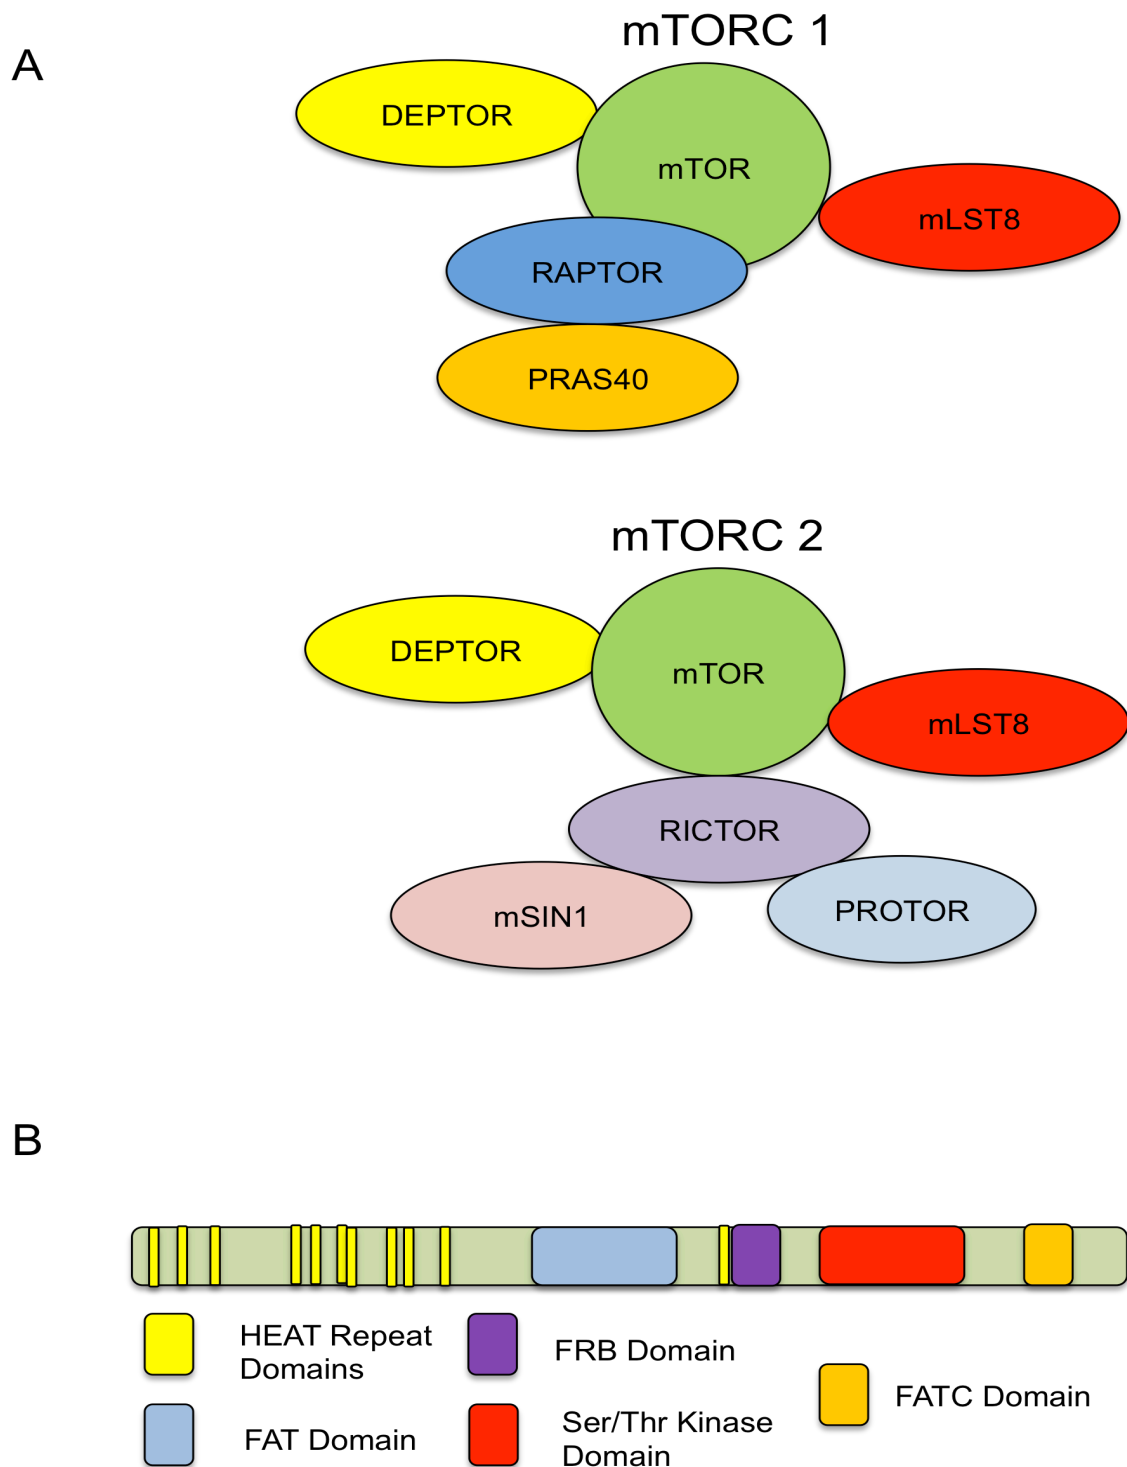 A
mTORC 1
DEPTOR
mTOR
mLST8
RAPTOR
PRAS40
mTORC 2
DEPTOR
mTOR
mLST8
RICTOR
mSIN1
PROTOR
B
HEAT Repeat
Domains
FRB Domain
FATC Domain
FAT Domain
Ser/Thr Kinase
Domain